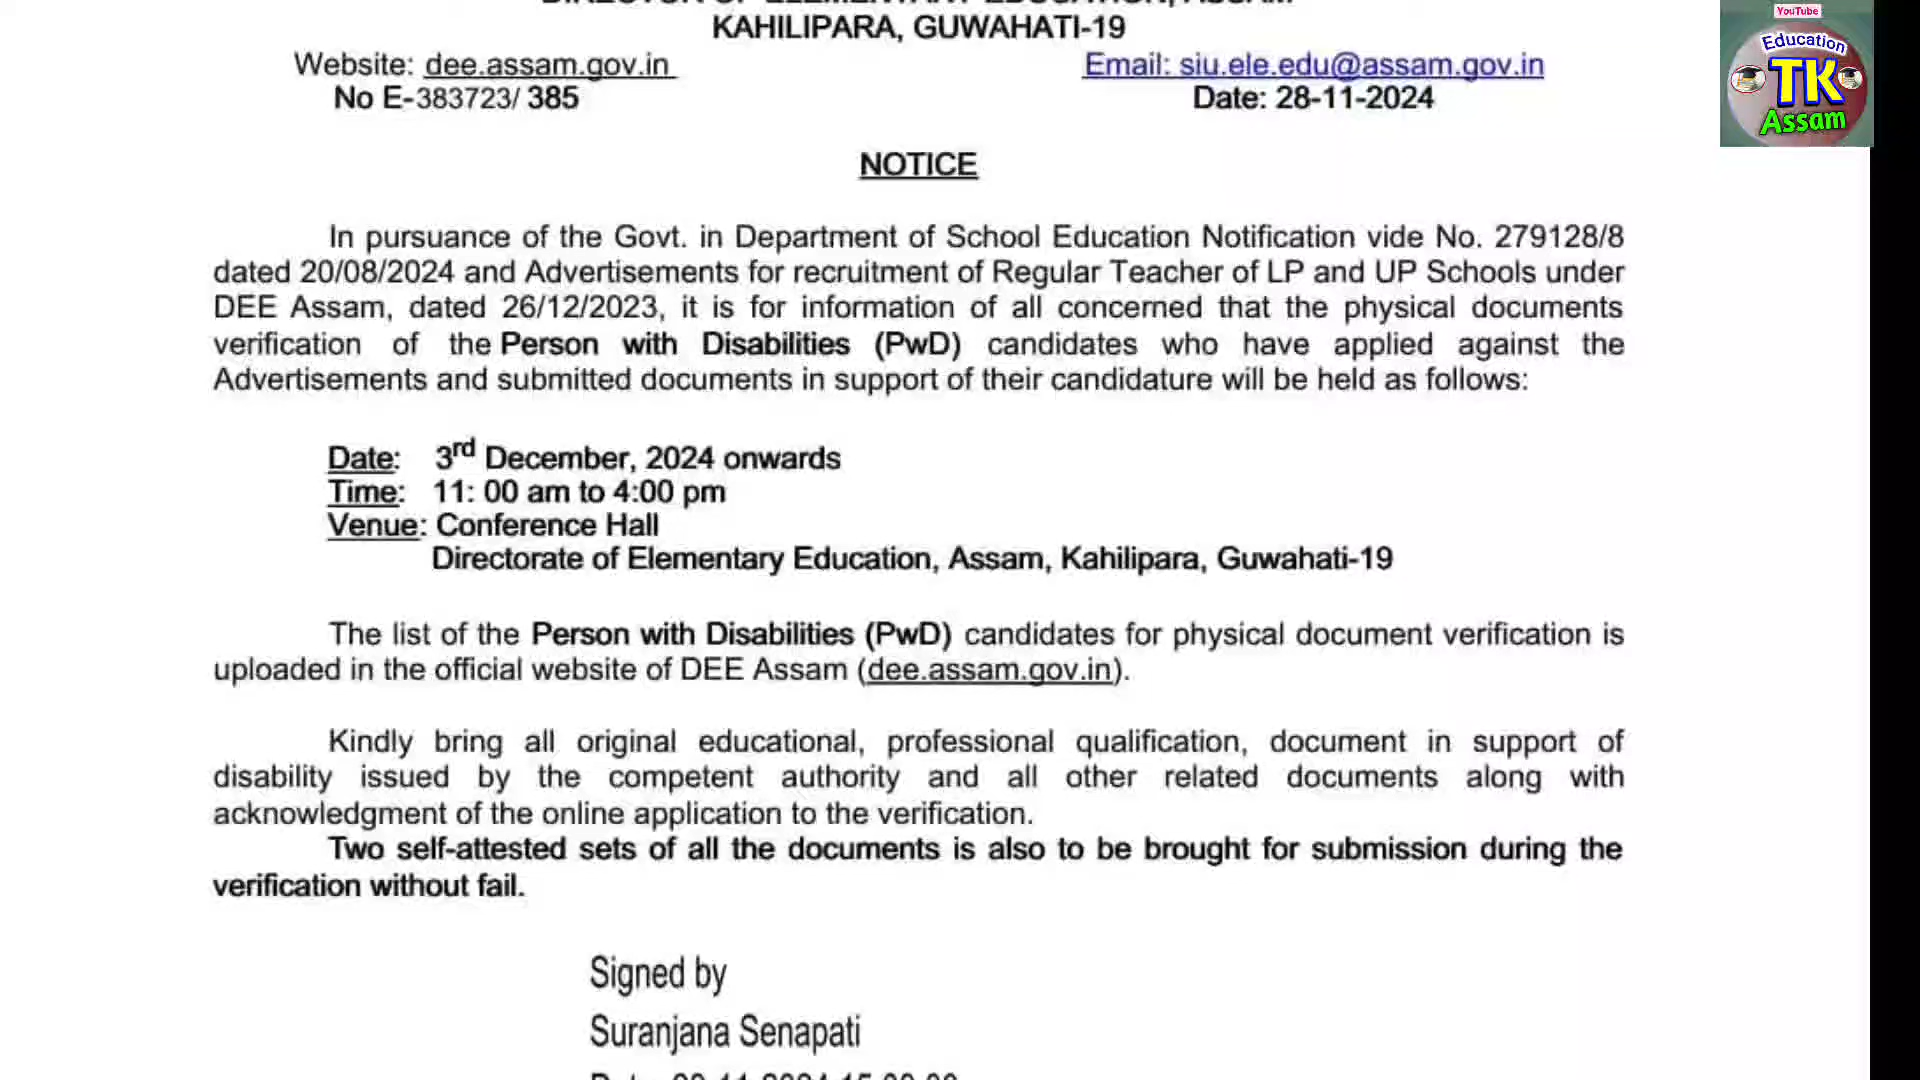 DIRECTOR OF ELEMENTARY EDUCATION, ASSAM
KAHILIPARA, GUWAHATI-19
Website: dee.assam.gov.in
Email: siu.ele.edu@assam.gov.in
No E-383723/ 385
Date: 28-11-2024
YouTube
Education
TK
Assam
NOTICE
In pursuance of the Govt. in Department of School Education Notification vide No. 279128/8
dated 20/08/2024 and Advertisements for recruitment of Regular Teacher of LP and UP Schools under
DEE Assam, dated 26/12/2023, it is for information of all concerned that the physical documents
verification of the Person with Disabilities (PwD) candidates who have applied against the
Advertisements and submitted documents in support of their candidature will be held as follows:
Date: 3rd December, 2024 onwards
Time: 11: 00 am to 4:00 pm
Venue: Conference Hall
Directorate of Elementary Education, Assam, Kahilipara, Guwahati-19
The list of the Person with Disabilities (PwD) candidates for physical document verification is
uploaded in the official website of DEE Assam (dee.assam.gov.in).
Kindly bring all original educational, professional qualification, document in support of
disability issued by the competent authority and all other related documents along with
acknowledgment of the online application to the verification.
Two self-attested sets of all the documents is also to be brought for submission during the
verification without fail.
Signed by
Suranjana Senapati